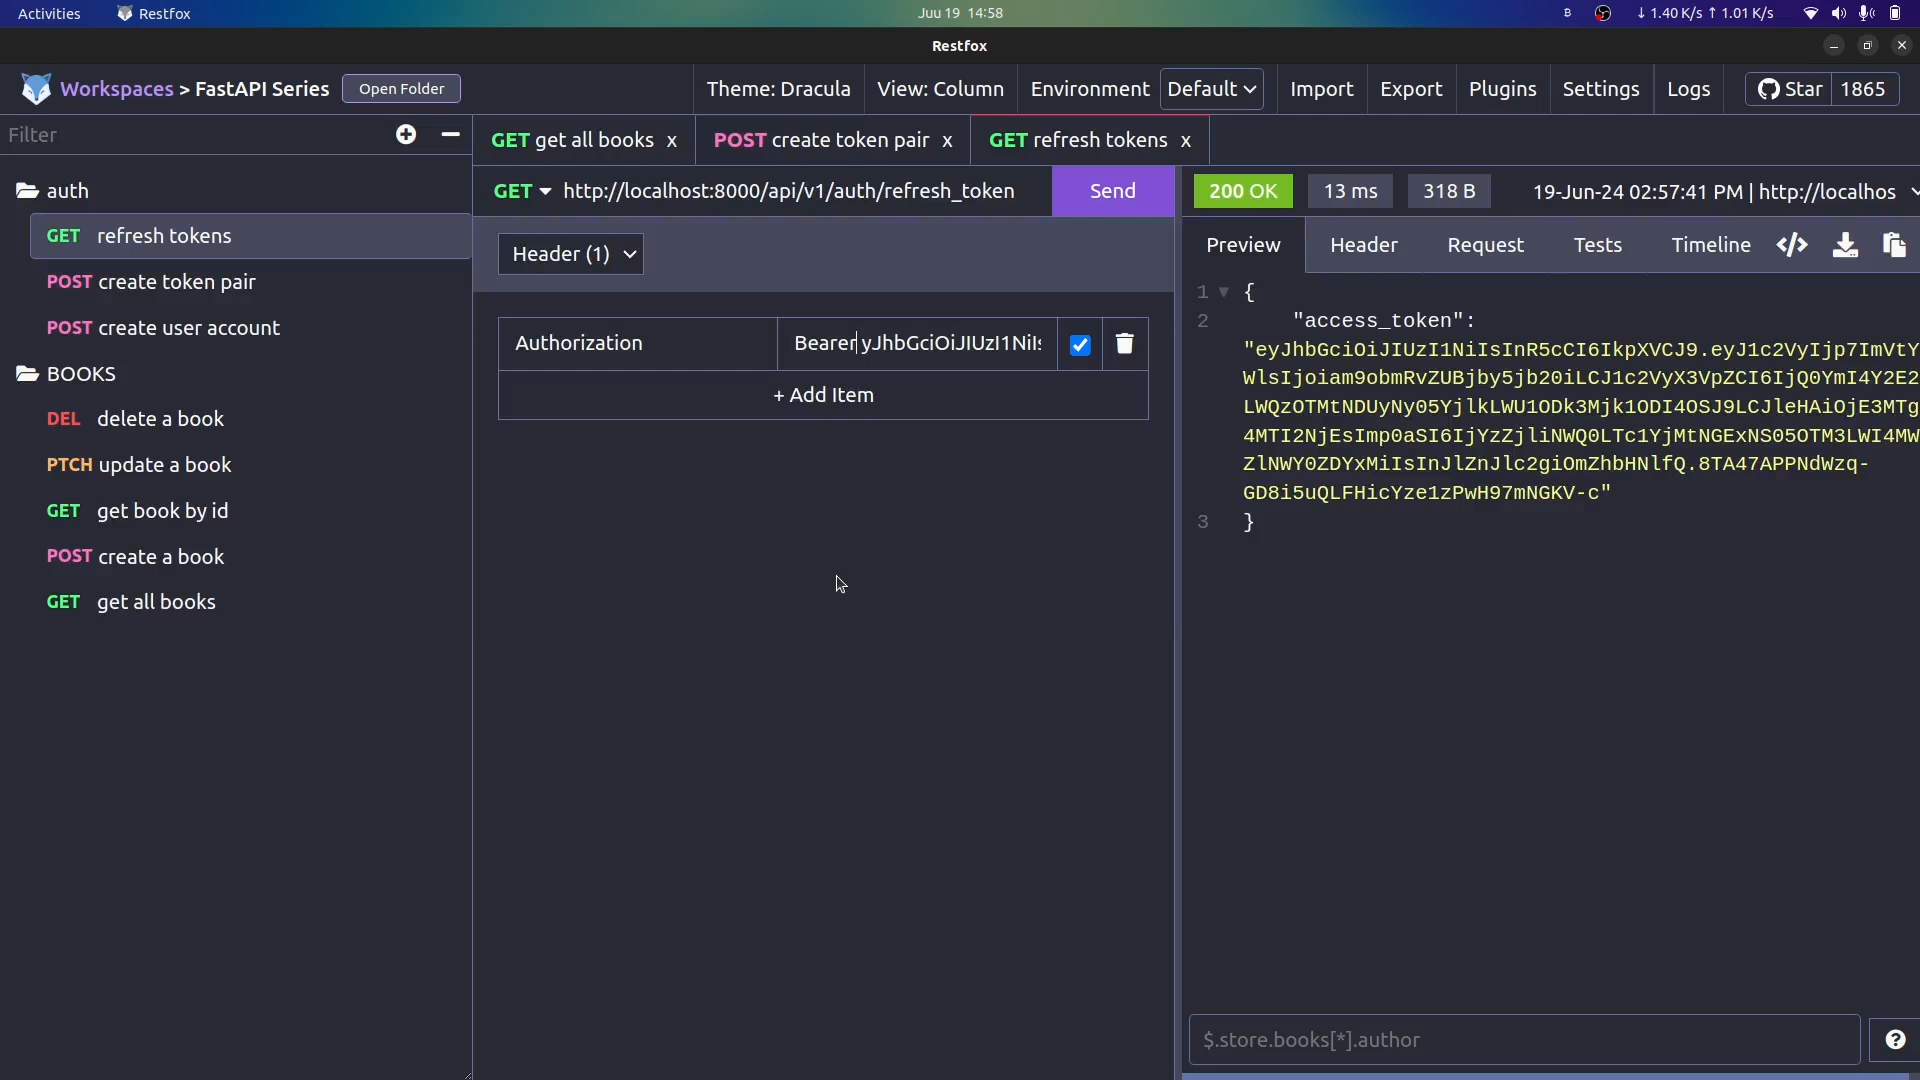 Activities Restfox Juu 19 14:58 ↓ 1.40 K/s ↑ 1.01 K/s
Restfox
Workspaces > FastAPI Series Open Folder Theme: Dracula View: Column Environment Default Import Export Plugins Settings Logs Star 1865
Filter
GET get all books x POST create token pair x GET refresh tokens x
GET http://localhost:8000/api/v1/auth/refresh_token Send 200 OK 13 ms 318 B 19-Jun-24 02:57:41 PM | http://localhos
auth
GET refresh tokens
POST create token pair
POST create user account
BOOKS
DEL delete a book
PTCH update a book
GET get book by id
POST create a book
GET get all books
Header (1)
Authorization Bearer yJhbGciOiJIUzI1NiIs
+ Add Item
Preview Header Request Tests Timeline
1 {
2 "access_token":
"eyJhbGciOiJIUzI1NiIsInR5cCI6IkpXVCJ9.eyJ1c2VyIjp7ImVtY
WlsIjoiam9obmRvZUBjby5jb20iLCJ1c2VyX3VpZCI6IjQ0YmI4Y2E2
LWQzOTMtNDUyNy05YjlkLWU1ODk3Mjk1ODI4OSJ9LCJleHAiOjE3MTg
4MTI2NjEsImp0aSI6IjYzZjliNWQ0LTc1YjMtNGExNS05OTM3LWI4MW
ZlNWY0ZDYxMiIsInJlZnJlc2giOmZhbHNlfQ.8TA47APPNdWzq-
GD8i5uQLFHicYze1zPwH97mNGKV-c"
3 }
$.store.books[*].author